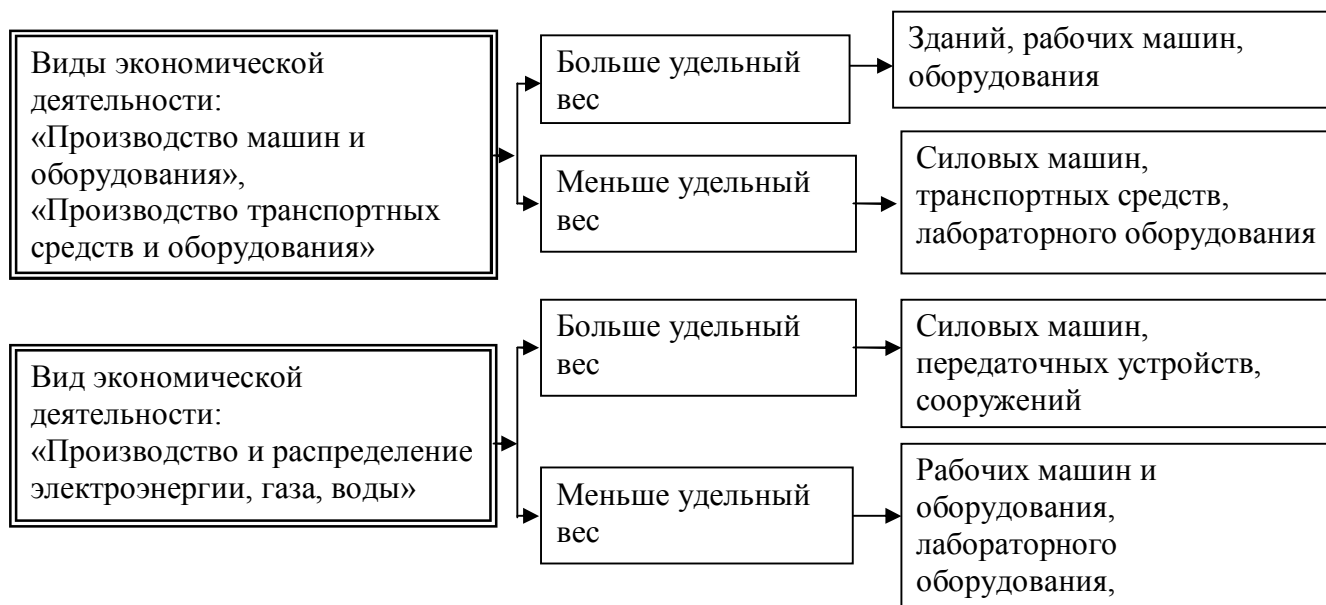 Виды экономической
деятельности:
«Производство машин и
оборудования»,
«Производство транспортных
средств и оборудования»
Больше удельный
вес
Зданий, рабочих машин,
оборудования
Меньше удельный
вес
Силовых машин,
транспортных средств,
лабораторного оборудования
Вид экономической
деятельности:
«Производство и распределение
электроэнергии, газа, воды»
Больше удельный
вес
Силовых машин,
передаточных устройств,
сооружений
Меньше удельный
вес
Рабочих машин и
оборудования,
лабораторного
оборудования,